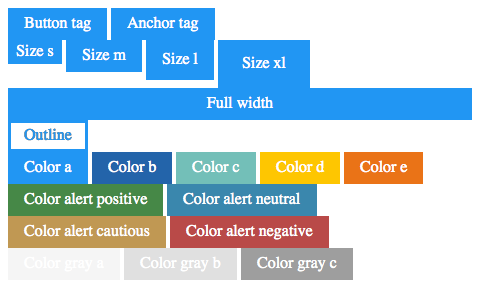 Button tag Anchor tag
Size s Size m Size l Size xl
Full width
Outline
Color a Color b Color c Color d Color e
Color alert positive Color alert neutral
Color alert cautious Color alert negative
Color gray a Color gray b Color gray c